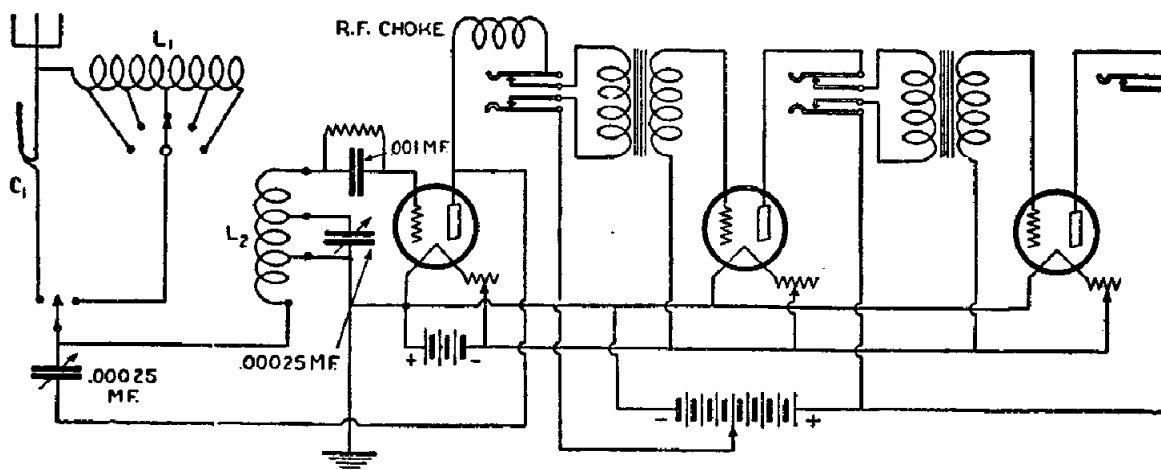 L₁
R.F. CHOKE
.001 MF.
C₁
L₂
.00025 MF.
.00025
MF.
+ -
- +